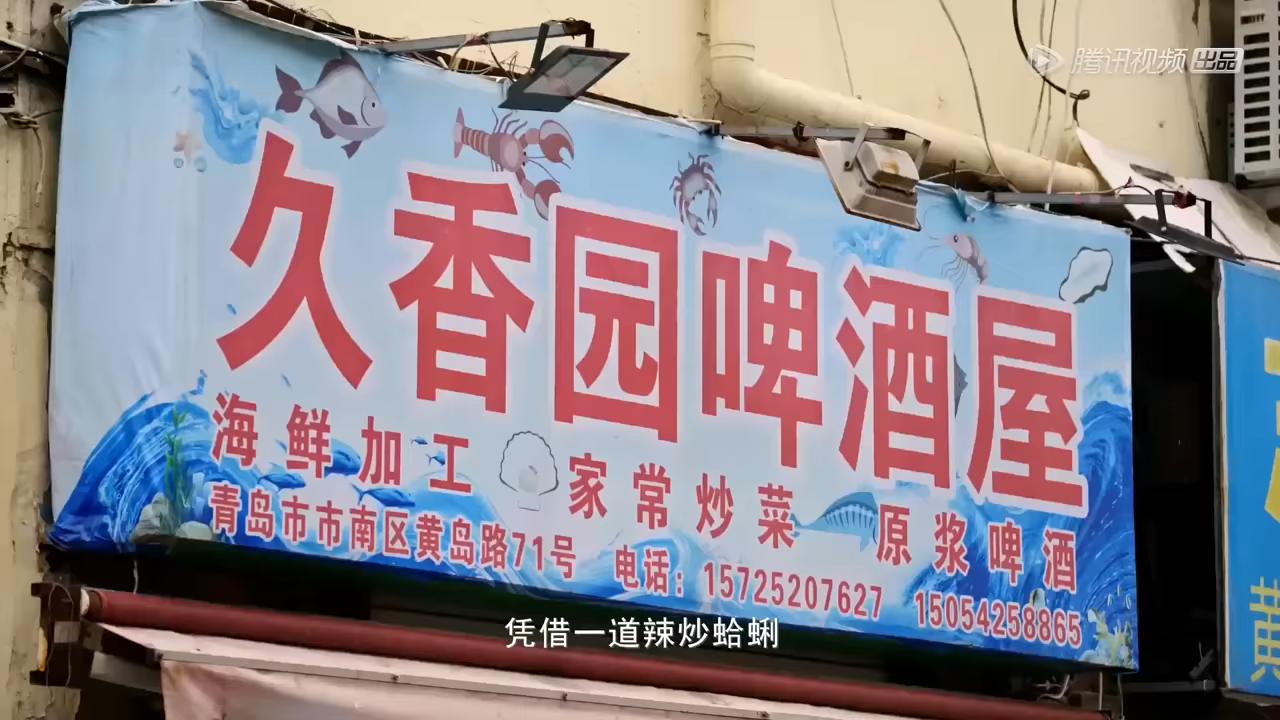 腾讯视频 出品
久香园啤酒屋
海鲜加工 家常炒菜 原浆啤酒
青岛市市南区黄岛路71号 电话：15725207627 15054258865
黄
凭借一道辣炒蛤蜊